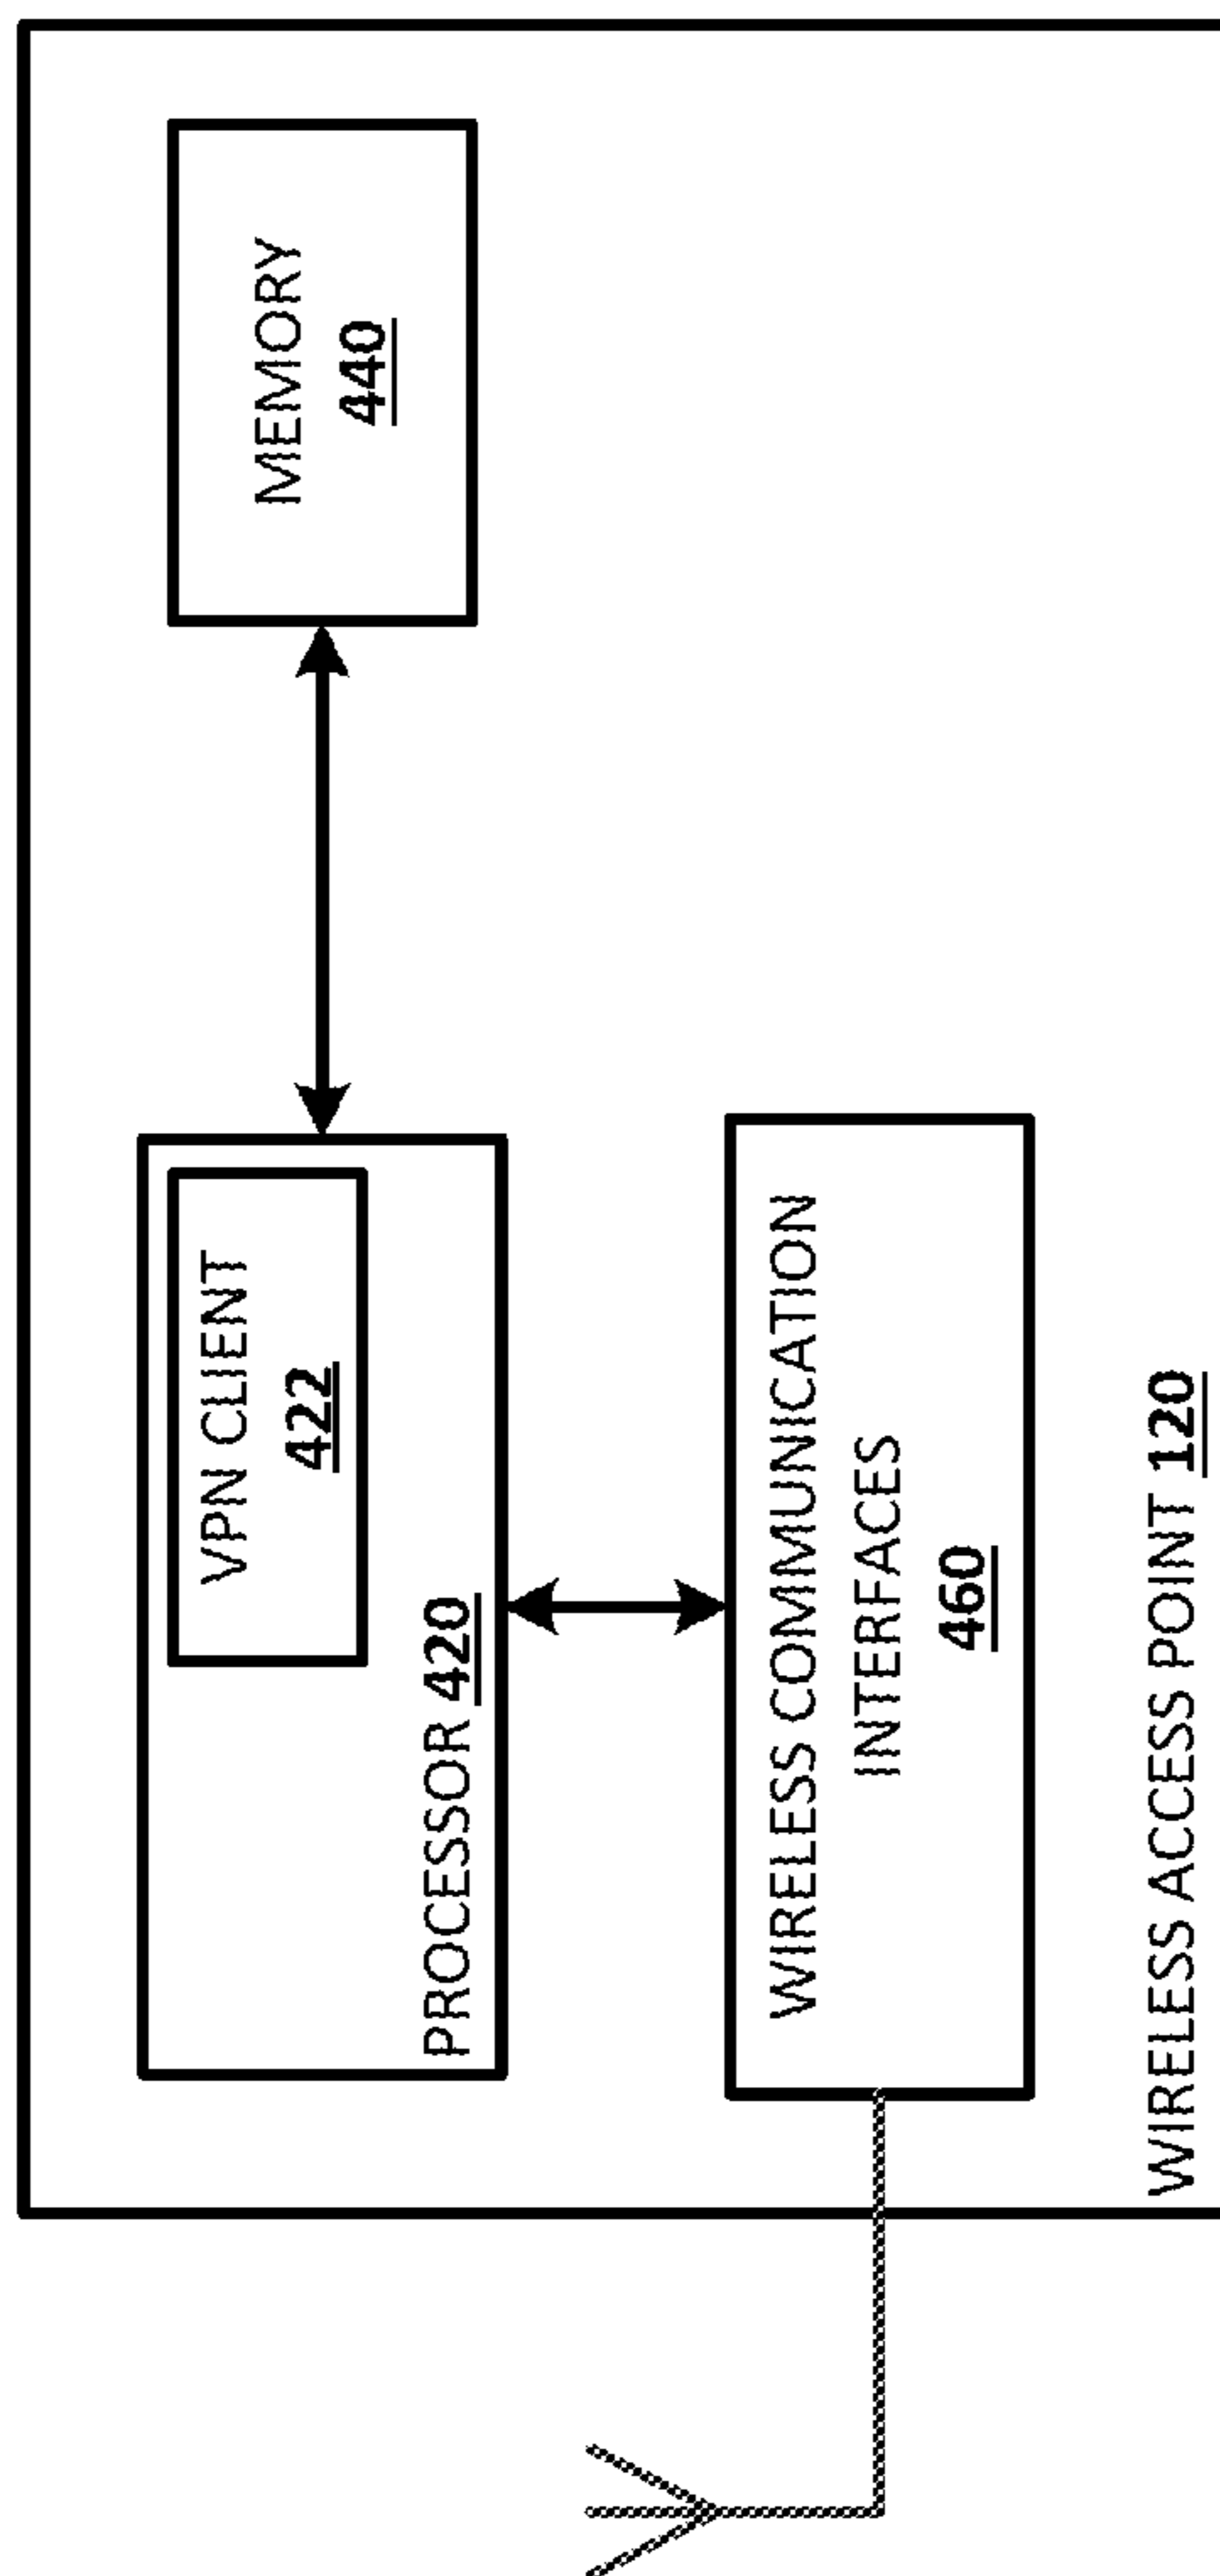 VPN CLIENT
422
PROCESSOR 420
MEMORY
440
WIRELESS COMMUNICATION
INTERFACES
460
WIRELESS ACCESS POINT 120